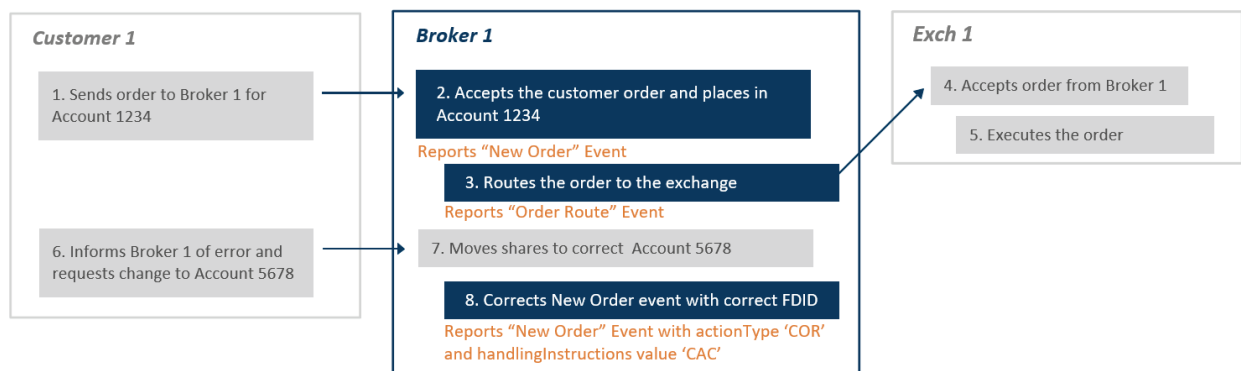 Customer 1
1. Sends order to Broker 1 for
Account 1234
6. Informs Broker 1 of error and
requests change to Account 5678
Broker 1
2. Accepts the customer order and places in
Account 1234
Reports “New Order” Event
3. Routes the order to the exchange
Reports “Order Route” Event
7. Moves shares to correct Account 5678
8. Corrects New Order event with correct FDID
Reports “New Order” Event with actionType ‘COR’
and handlingInstructions value ‘CAC’
Exch 1
4. Accepts order from Broker 1
5. Executes the order